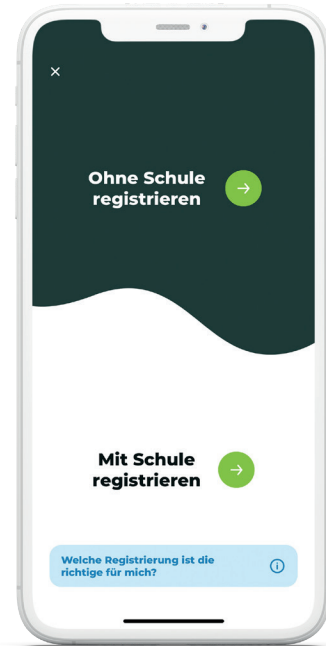 Ohne Schule
registrieren
Mit Schule
registrieren
Welche Registrierung ist die
richtige für mich?